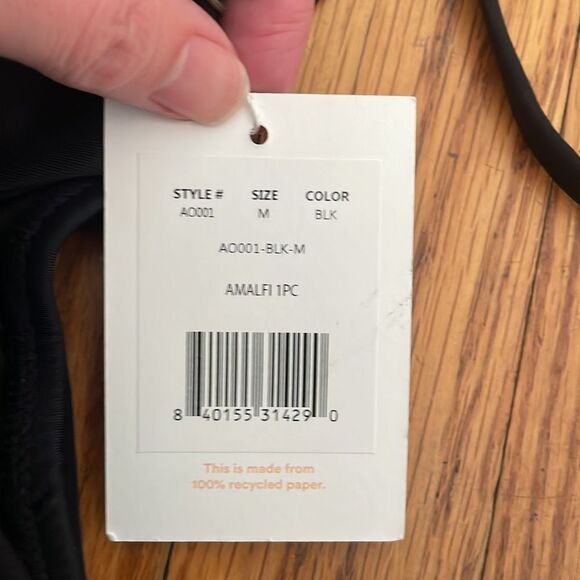 STYLE # SIZE COLOR
AO001 M BLK
AO001-BLK-M
AMALFI 1PC
8 40155 31429 0
This is made from
100% recycled paper.